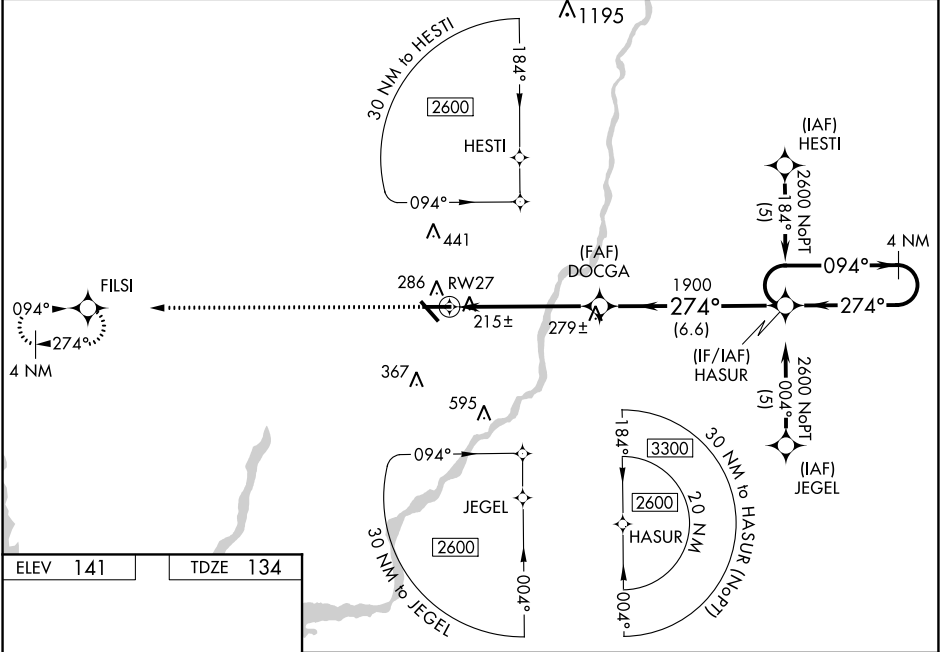 1195
30 NM to HESTI
184°
2600
HESTI
094°
(IAF)
HESTI
2600 NoPT
184°
(5)
4 NM
094°
441
(FAF)
DOCGA
FILSI
286
RW27
1900
094°
274°
274°
215±
279±
(6.6)
274°
(IF/IAF)
HASUR
4 NM
367
595
2600 NoPT
004°
(5)
(IAF)
JEGEL
094°
JEGEL
2600
004°
30 NM to JEGEL
184°
3300
30 NM to HASUR (NoPT)
2600
20 NM
HASUR
004°
ELEV 141
TDZE 134